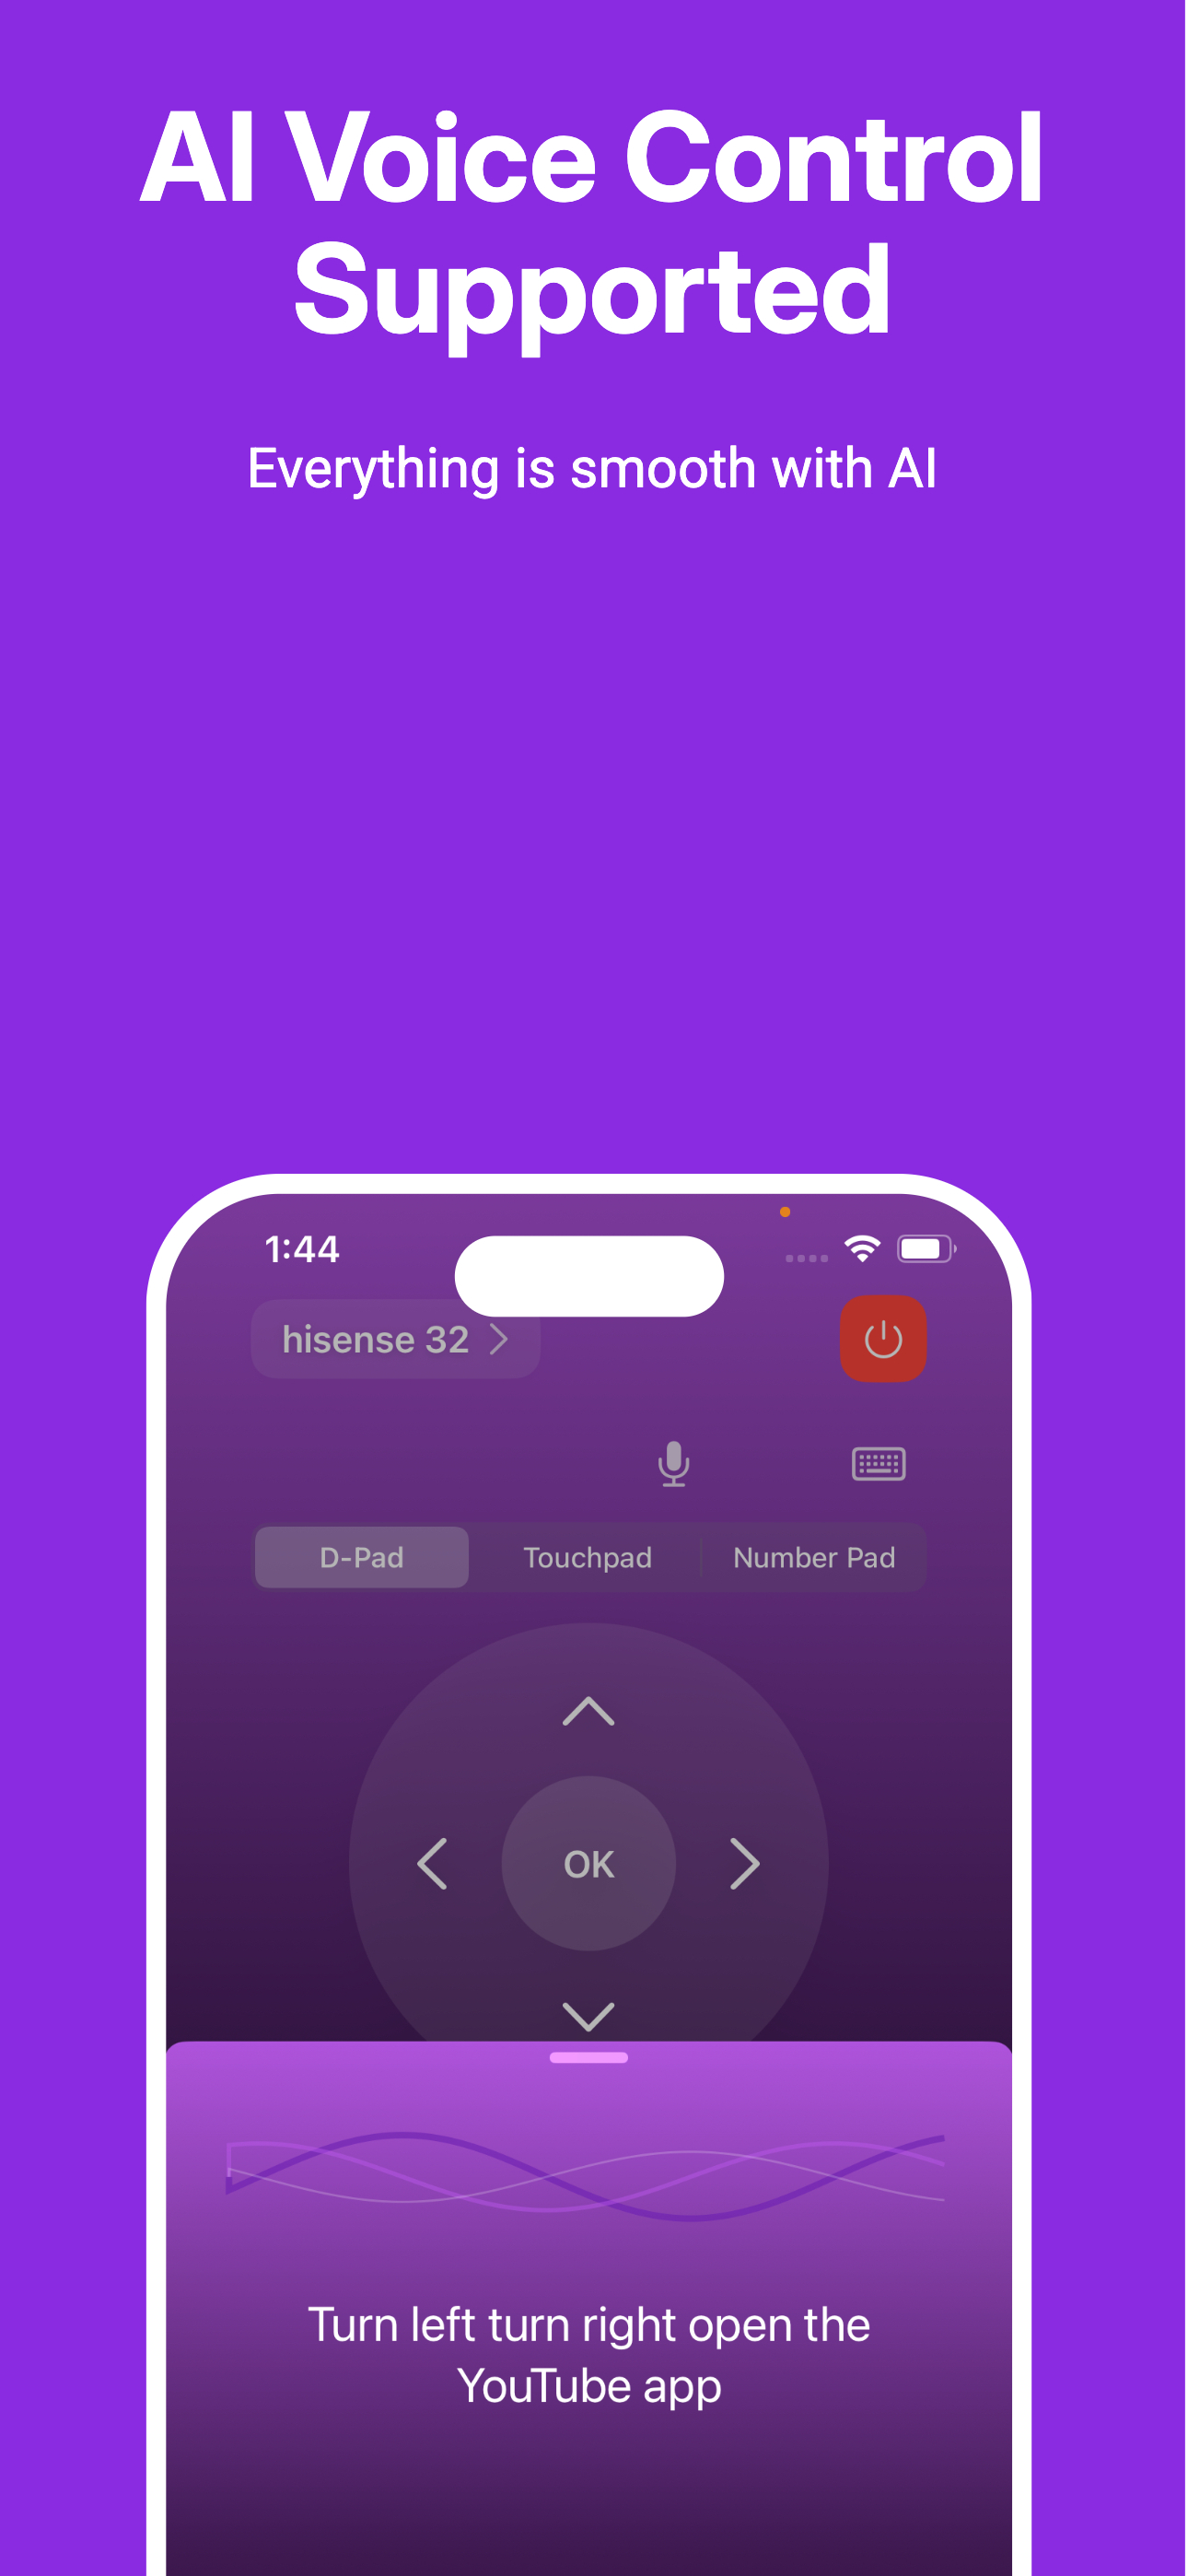 AI Voice Control
Supported
Everything is smooth with AI
1:44
hisense 32
D-Pad
Touchpad
Number Pad
OK
Turn left turn right open the
YouTube app